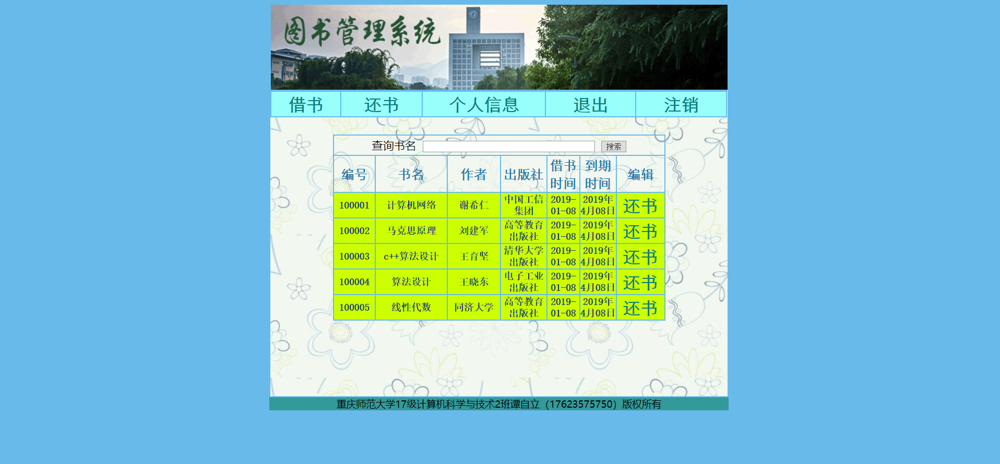 图书管理系统
借书 还书 个人信息 退出 注销
查询书名 搜索
编号 书名 作者 出版社 借书时间 到期时间 编辑
100001 计算机网络 谢希仁 中国工信集团 2019-01-08 2019年4月08日 还书
100002 马克思原理 刘建军 高等教育出版社 2019-01-08 2019年4月08日 还书
100003 c++算法设计 王育坚 清华大学出版社 2019-01-08 2019年4月08日 还书
100004 算法设计 王晓东 电子工业出版社 2019-01-08 2019年4月08日 还书
100005 线性代数 同济大学 高等教育出版社 2019-01-08 2019年4月08日 还书
重庆师范大学17级计算机科学与技术2班谭自立（17623575750）版权所有